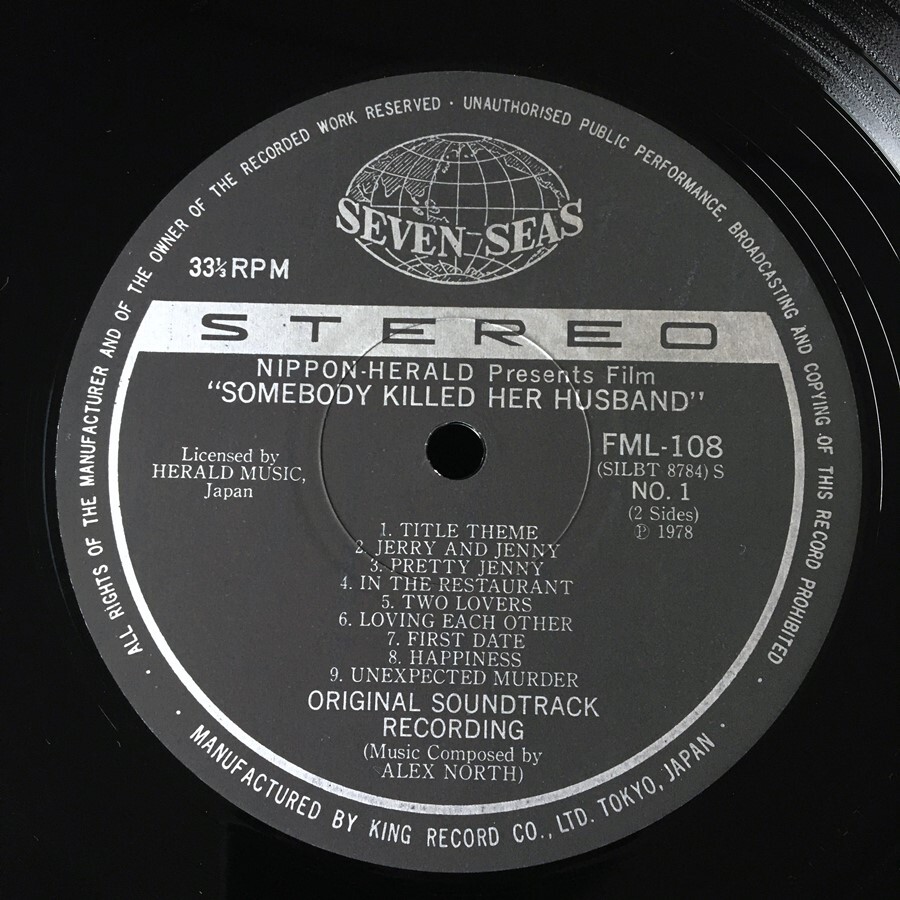 · ALL RIGHTS OF THE MANUFACTURER AND OF THE OWNER OF THE RECORDED WORK RESERVED · UNAUTHORISED PUBLIC PERFORMANCE, BROADCASTING AND COPYING OF THIS RECORD PROHIBITED ·
SEVEN SEAS
33⅓ RPM
STEREO
NIPPON-HERALD Presents Film
"SOMEBODY KILLED HER HUSBAND"
Licensed by
HERALD MUSIC,
Japan
FML-108
(SILBT 8784) S
NO. 1
(2 Sides)
℗ 1978
1. TITLE THEME
2. JERRY AND JENNY
3. PRETTY JENNY
4. IN THE RESTAURANT
5. TWO LOVERS
6. LOVING EACH OTHER
7. FIRST DATE
8. HAPPINESS
9. UNEXPECTED MURDER
ORIGINAL SOUNDTRACK
RECORDING
(Music Composed by
ALEX NORTH)
· MANUFACTURED BY KING RECORD CO., LTD. TOKYO, JAPAN ·